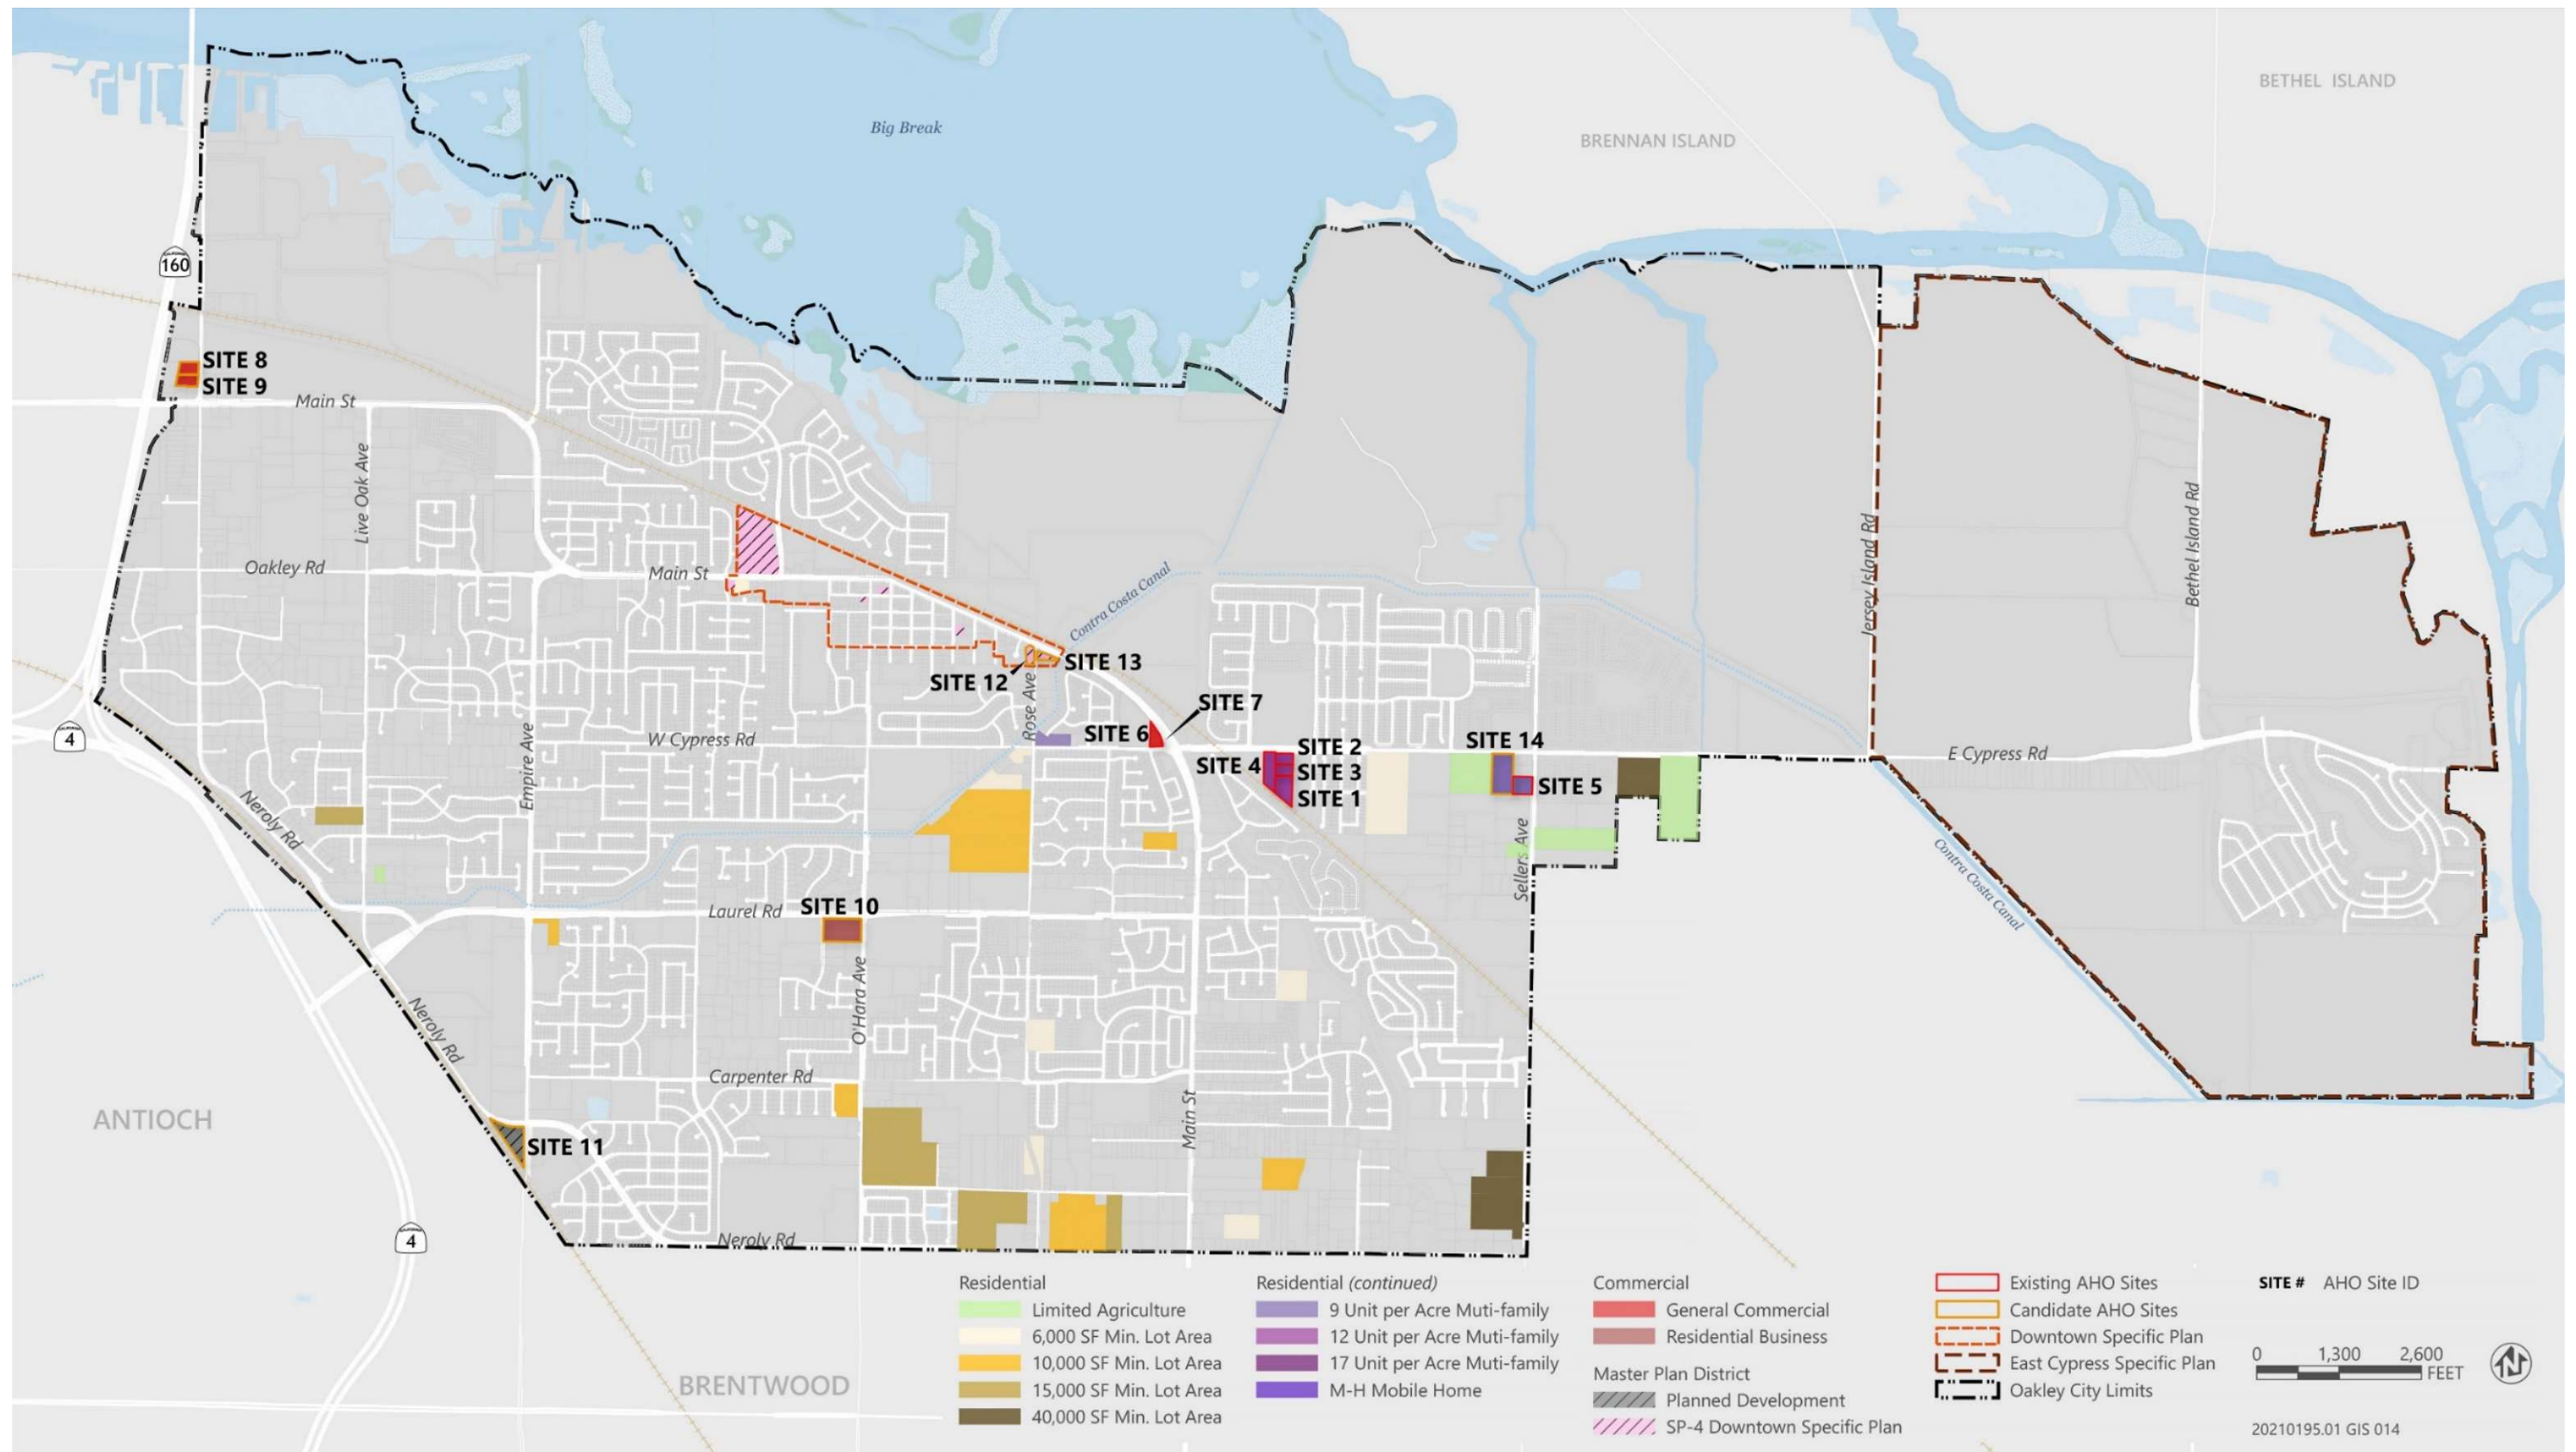 BETHEL ISLAND
Big Break
BRENNAN ISLAND
CALIFORNIA
160
SITE 8
SITE 9
Main St
Live Oak Ave
Jersey Island Rd
Bethel Island Rd
Oakley Rd
Main St
Contra Costa Canal
SITE 13
SITE 12
Rose Ave
SITE 7
SITE 6
4
Empire Ave
W Cypress Rd
SITE 2
SITE 14
E Cypress Rd
SITE 4
SITE 3
SITE 5
SITE 1
Neroly Rd
Sellers Ave
Contra Costa Canal
Laurel Rd
SITE 10
O'Hara Ave
Neroly Rd
Carpenter Rd
ANTIOCH
Main St
SITE 11
4
Neroly Rd
BRENTWOOD
Residential
Limited Agriculture
6,000 SF Min. Lot Area
10,000 SF Min. Lot Area
15,000 SF Min. Lot Area
40,000 SF Min. Lot Area
Residential (continued)
9 Unit per Acre Muti-family
12 Unit per Acre Muti-family
17 Unit per Acre Muti-family
M-H Mobile Home
Commercial
General Commercial
Residential Business
Master Plan District
Planned Development
SP-4 Downtown Specific Plan
Existing AHO Sites
Candidate AHO Sites
Downtown Specific Plan
East Cypress Specific Plan
Oakley City Limits
SITE # AHO Site ID
0 1,300 2,600
FEET
N
20210195.01 GIS 014